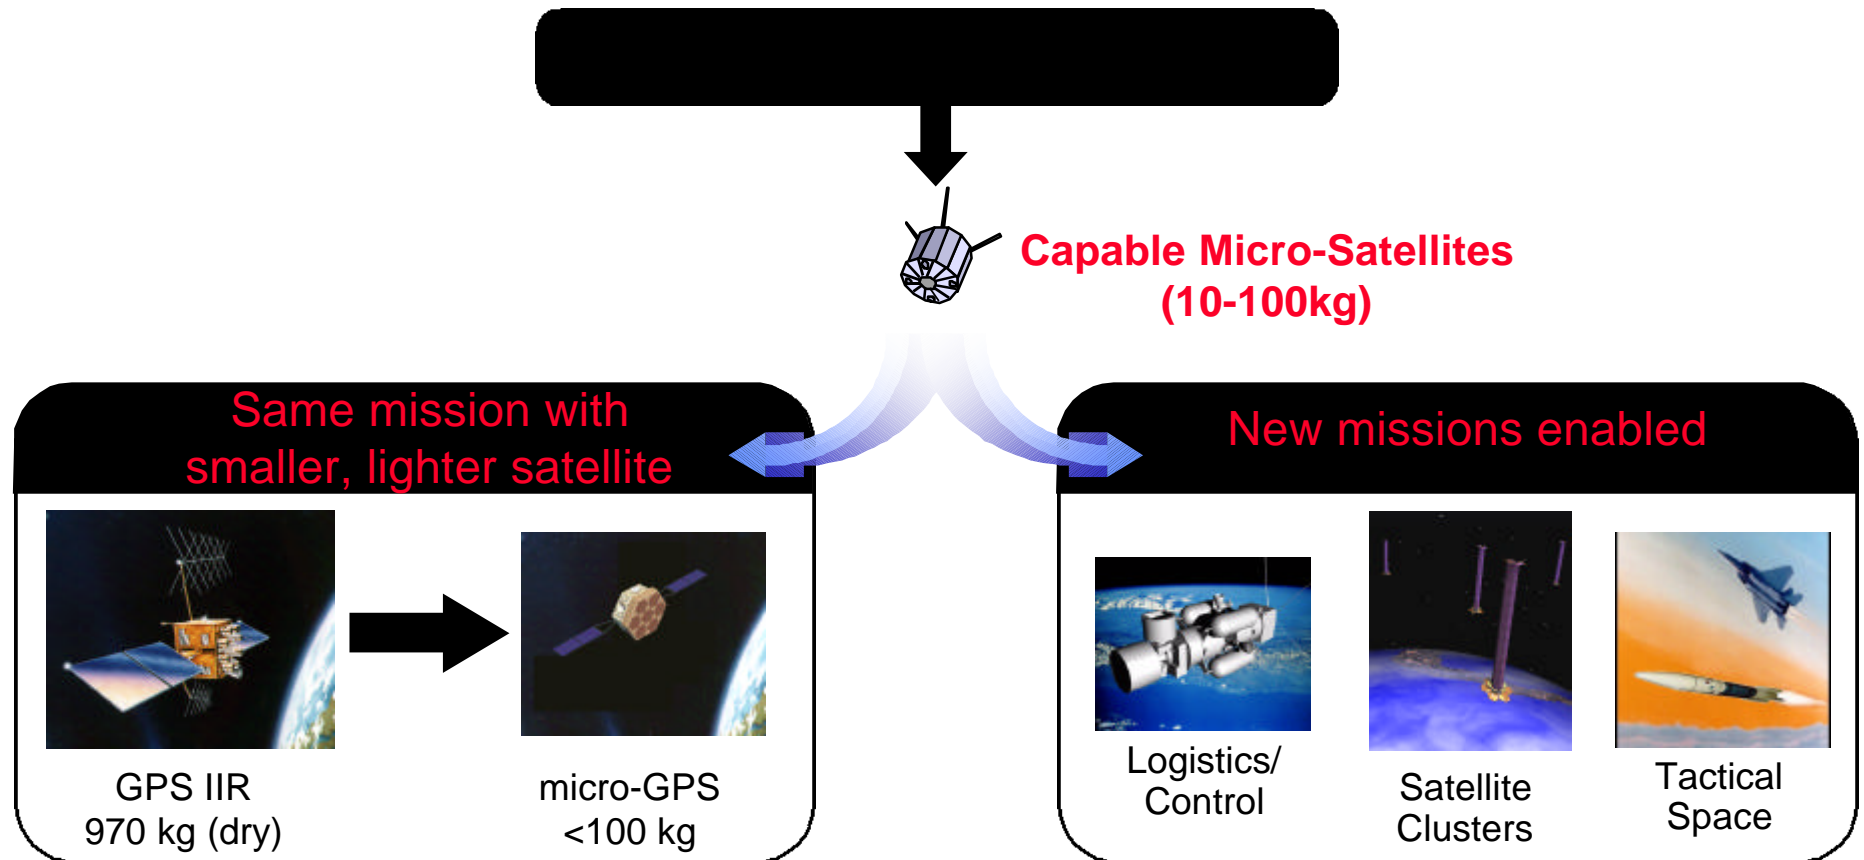 Capable Micro-Satellites
(10-100kg)
Same mission with
smaller, lighter satellite
New missions enabled
GPS IIR
970 kg (dry)
micro-GPS
<100 kg
Logistics/
Control
Satellite
Clusters
Tactical
Space